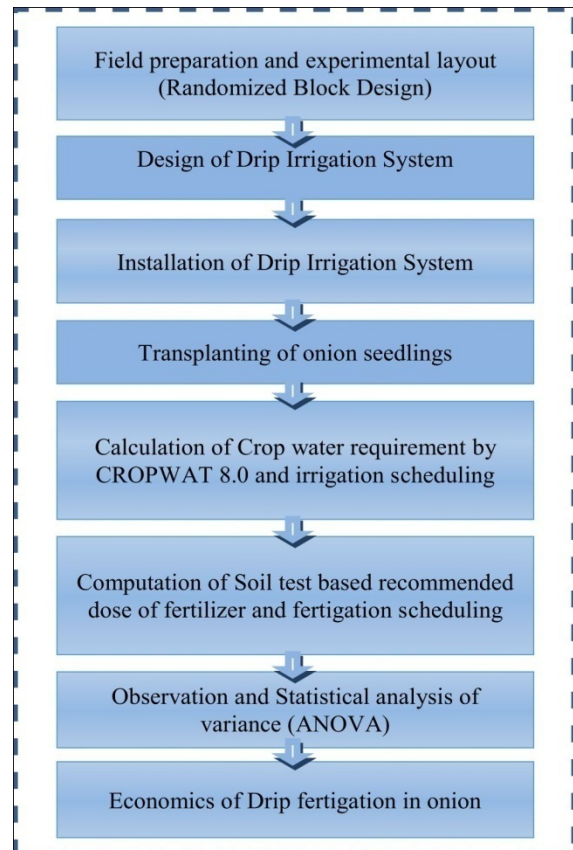 Field preparation and experimental layout
(Randomized Block Design)
Design of Drip Irrigation System
Installation of Drip Irrigation System
Transplanting of onion seedlings
Calculation of Crop water requirement by
CROPWAT 8.0 and irrigation scheduling
Computation of Soil test based recommended
dose of fertilizer and fertigation scheduling
Observation and Statistical analysis of
variance (ANOVA)
Economics of Drip fertigation in onion